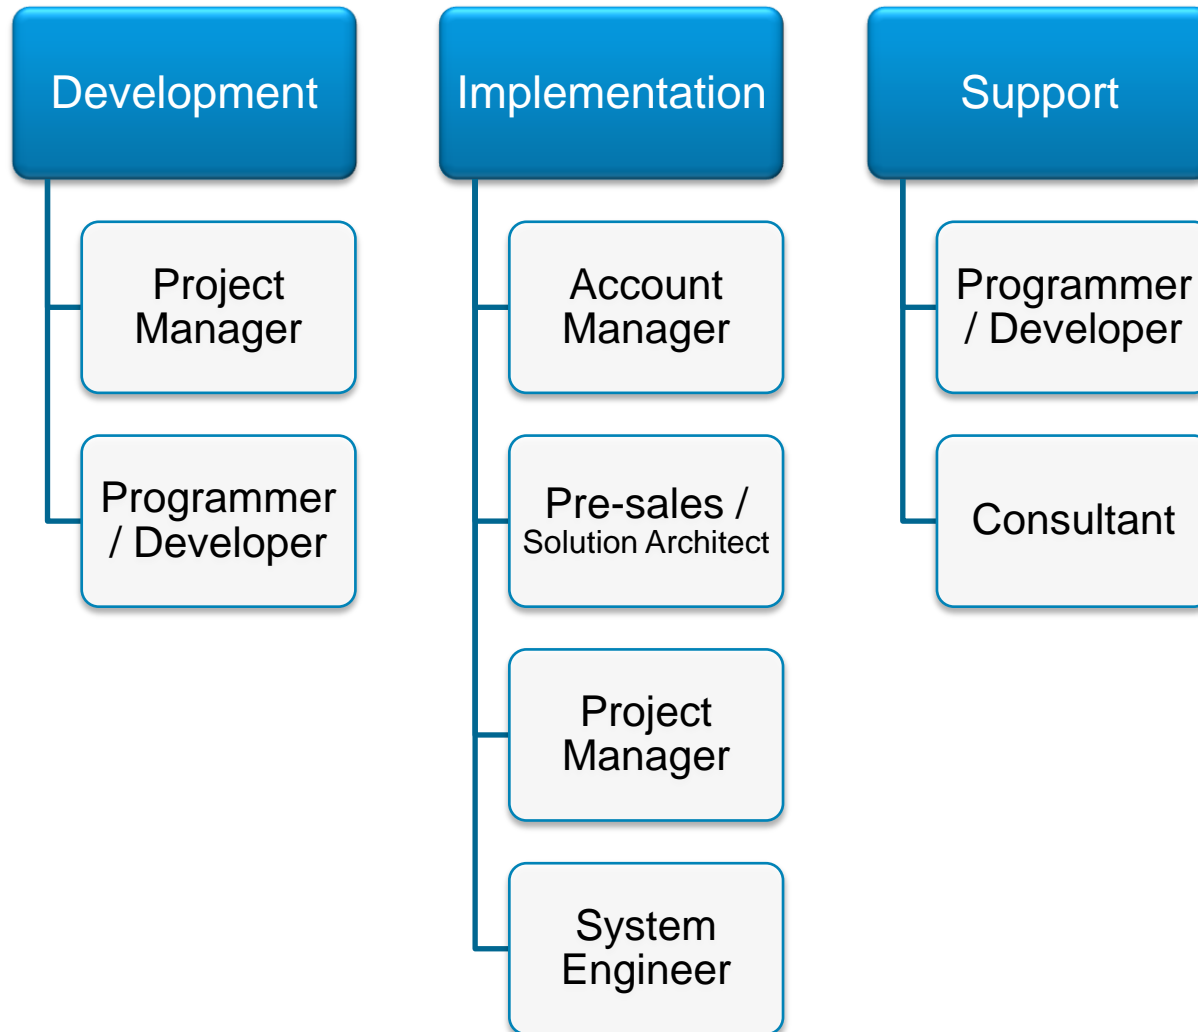 Development
Project
Manager
Programmer
/ Developer
Implementation
Account
Manager
Pre-sales /
Solution Architect
Project
Manager
System
Engineer
Support
Programmer
/ Developer
Consultant